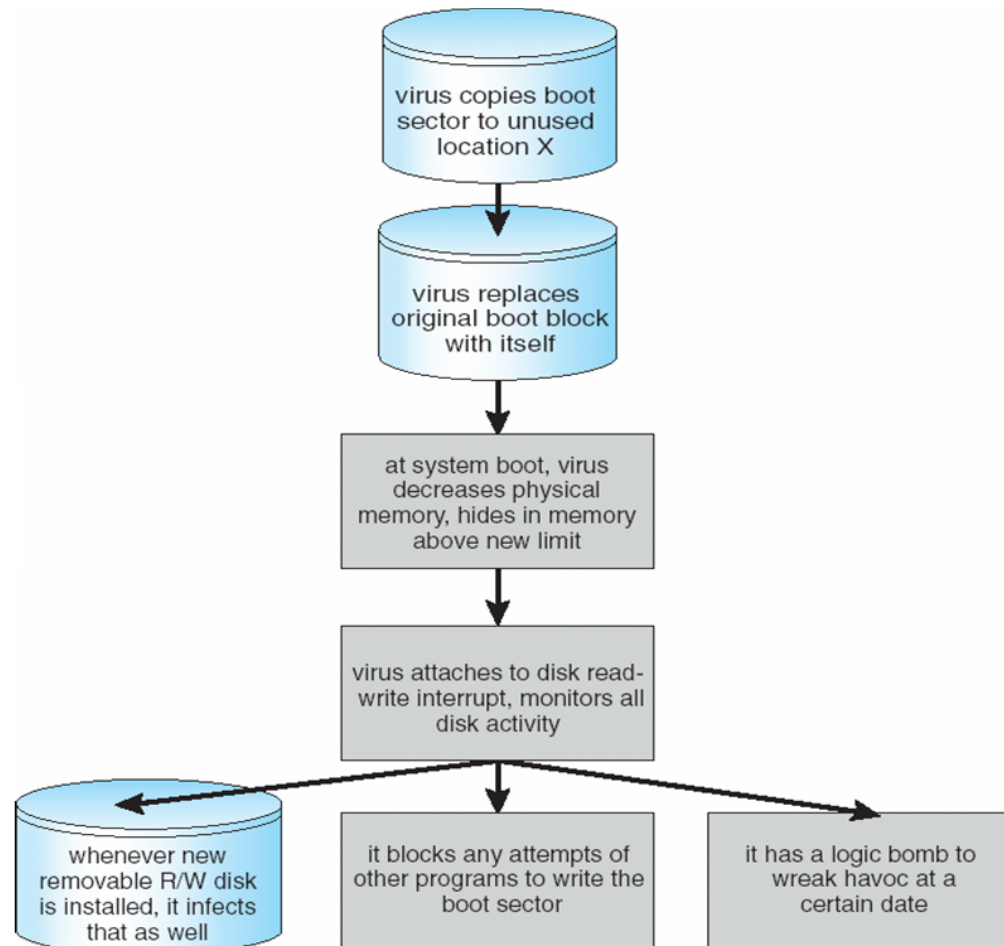 virus copies boot
sector to unused
location X
virus replaces
original boot block
with itself
at system boot, virus
decreases physical
memory, hides in memory
above new limit
virus attaches to disk read-
write interrupt, monitors all
disk activity
whenever new
removable R/W disk
is installed, it infects
that as well
it blocks any attempts of
other programs to write the
boot sector
it has a logic bomb to
wreak havoc at a
certain date